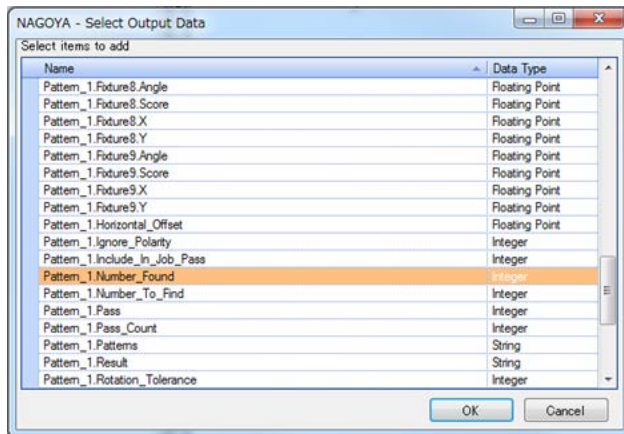 NAGOYA - Select Output Data
Select items to add
Name Data Type
Pattern_1.Fixture8.Angle Floating Point
Pattern_1.Fixture8.Score Floating Point
Pattern_1.Fixture8.X Floating Point
Pattern_1.Fixture8.Y Floating Point
Pattern_1.Fixture9.Angle Floating Point
Pattern_1.Fixture9.Score Floating Point
Pattern_1.Fixture9.X Floating Point
Pattern_1.Fixture9.Y Floating Point
Pattern_1.Horizontal_Offset Floating Point
Pattern_1.Ignore_Polarity Integer
Pattern_1.Include_In_Job_Pass Integer
Pattern_1.Number_Found Integer
Pattern_1.Number_To_Find Integer
Pattern_1.Pass Integer
Pattern_1.Pass_Count Integer
Pattern_1.Patterns String
Pattern_1.Result String
Pattern_1.Rotation_Tolerance Integer
OK Cancel